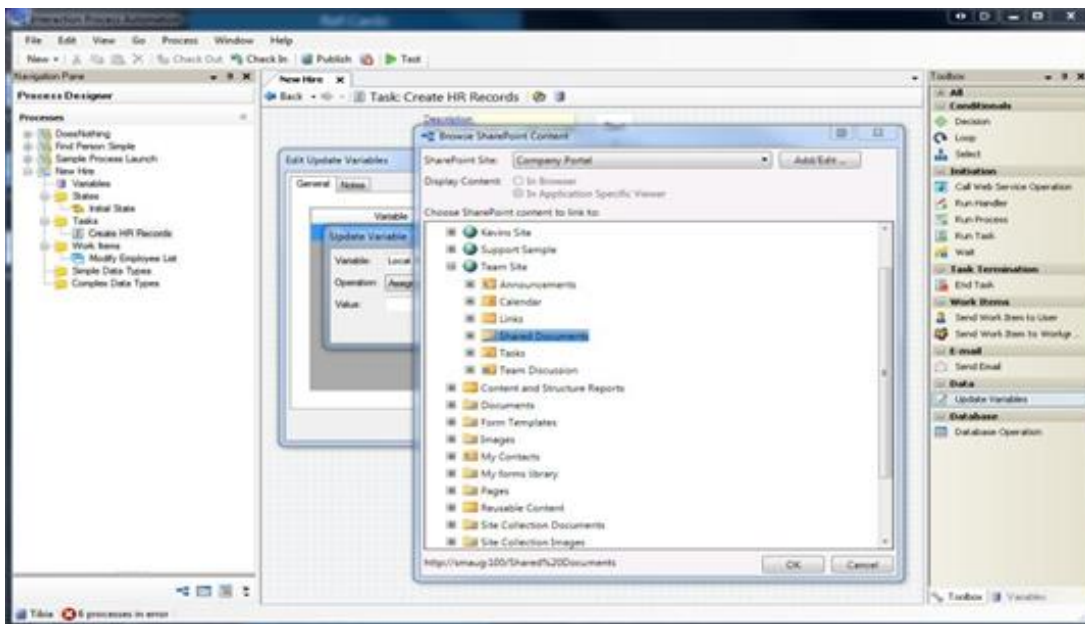 Interaction Process Automation
File Edit View Go Process Window Help
New Check Out Check In Publish Test
Navigation Pane
Process Designer
Processes
DoesNothing
Find Person Simple
Sample Process Launch
New Hire
Variables
States
Initial State
Tasks
Create HR Records
Work Items
Modify Employee List
Simple Data Types
Complex Data Types
Tibia 6 processes in error
New Hire
Back Task: Create HR Records
Description
Edit Update Variables
General Notes
Variable
Update Variable
Variable: Local
Operation: Assign
Value:
Browse SharePoint Content
SharePoint Site: Company Portal Add/Edit ...
Display Content: In Browser
In Application Specific Viewer
Choose SharePoint content to link to:
Kevins Site
Support Sample
Team Site
Announcements
Calendar
Links
Shared Documents
Tasks
Team Discussion
Content and Structure Reports
Documents
Form Templates
Images
My Contacts
My forms library
Pages
Reusable Content
Site Collection Documents
Site Collection Images
http://smaug:100/Shared%20Documents OK Cancel
Toolbox
All
Conditionals
Decision
Loop
Select
Initiation
Call Web Service Operation
Run Handler
Run Process
Run Task
Wait
Task Termination
End Task
Work Items
Send Work Item to User
Send Work Item to Workgr...
E-mail
Send Email
Data
Update Variables
Database
Database Operation
Toolbox Variables